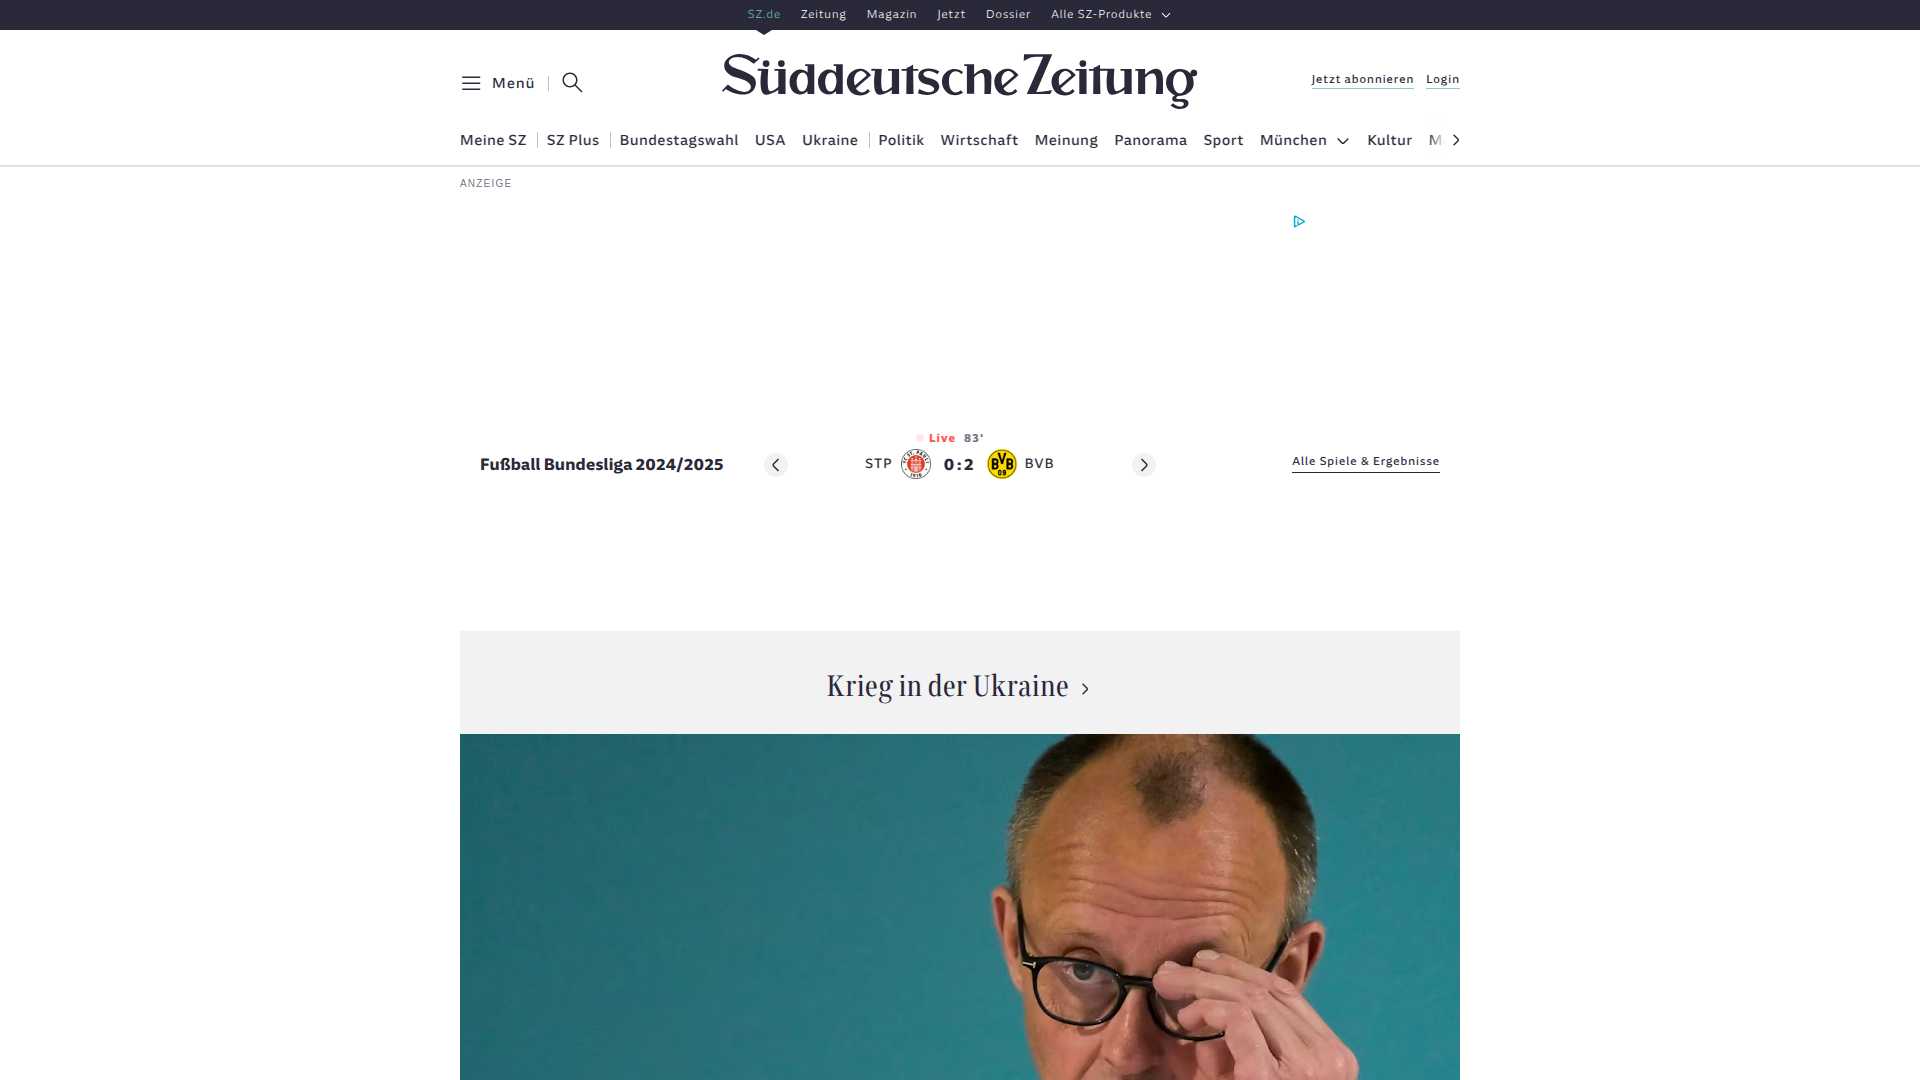 SZ.de Zeitung Magazin Jetzt Dossier Alle SZ-Produkte
Menü
Süddeutsche Zeitung
Jetzt abonnieren Login
Meine SZ SZ Plus Bundestagswahl USA Ukraine Politik Wirtschaft Meinung Panorama Sport München Kultur M
ANZEIGE
Live 83'
Fußball Bundesliga 2024/2025
STP 0:2 BVB
BVB 09
Alle Spiele & Ergebnisse
Krieg in der Ukraine